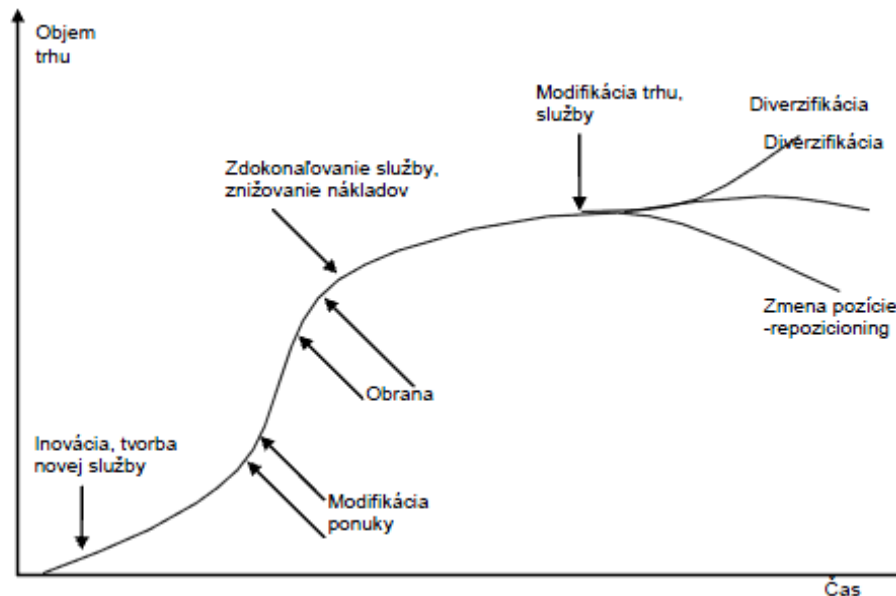 Objem
trhu
Modifikácia trhu,
služby
Diverzifikácia
Diverzifikácia
Zdokonaľovanie služby,
znižovanie nákladov
Zmena pozície
-repozicioning
Obrana
Inovácia, tvorba
novej služby
Modifikácia
ponuky
Čas